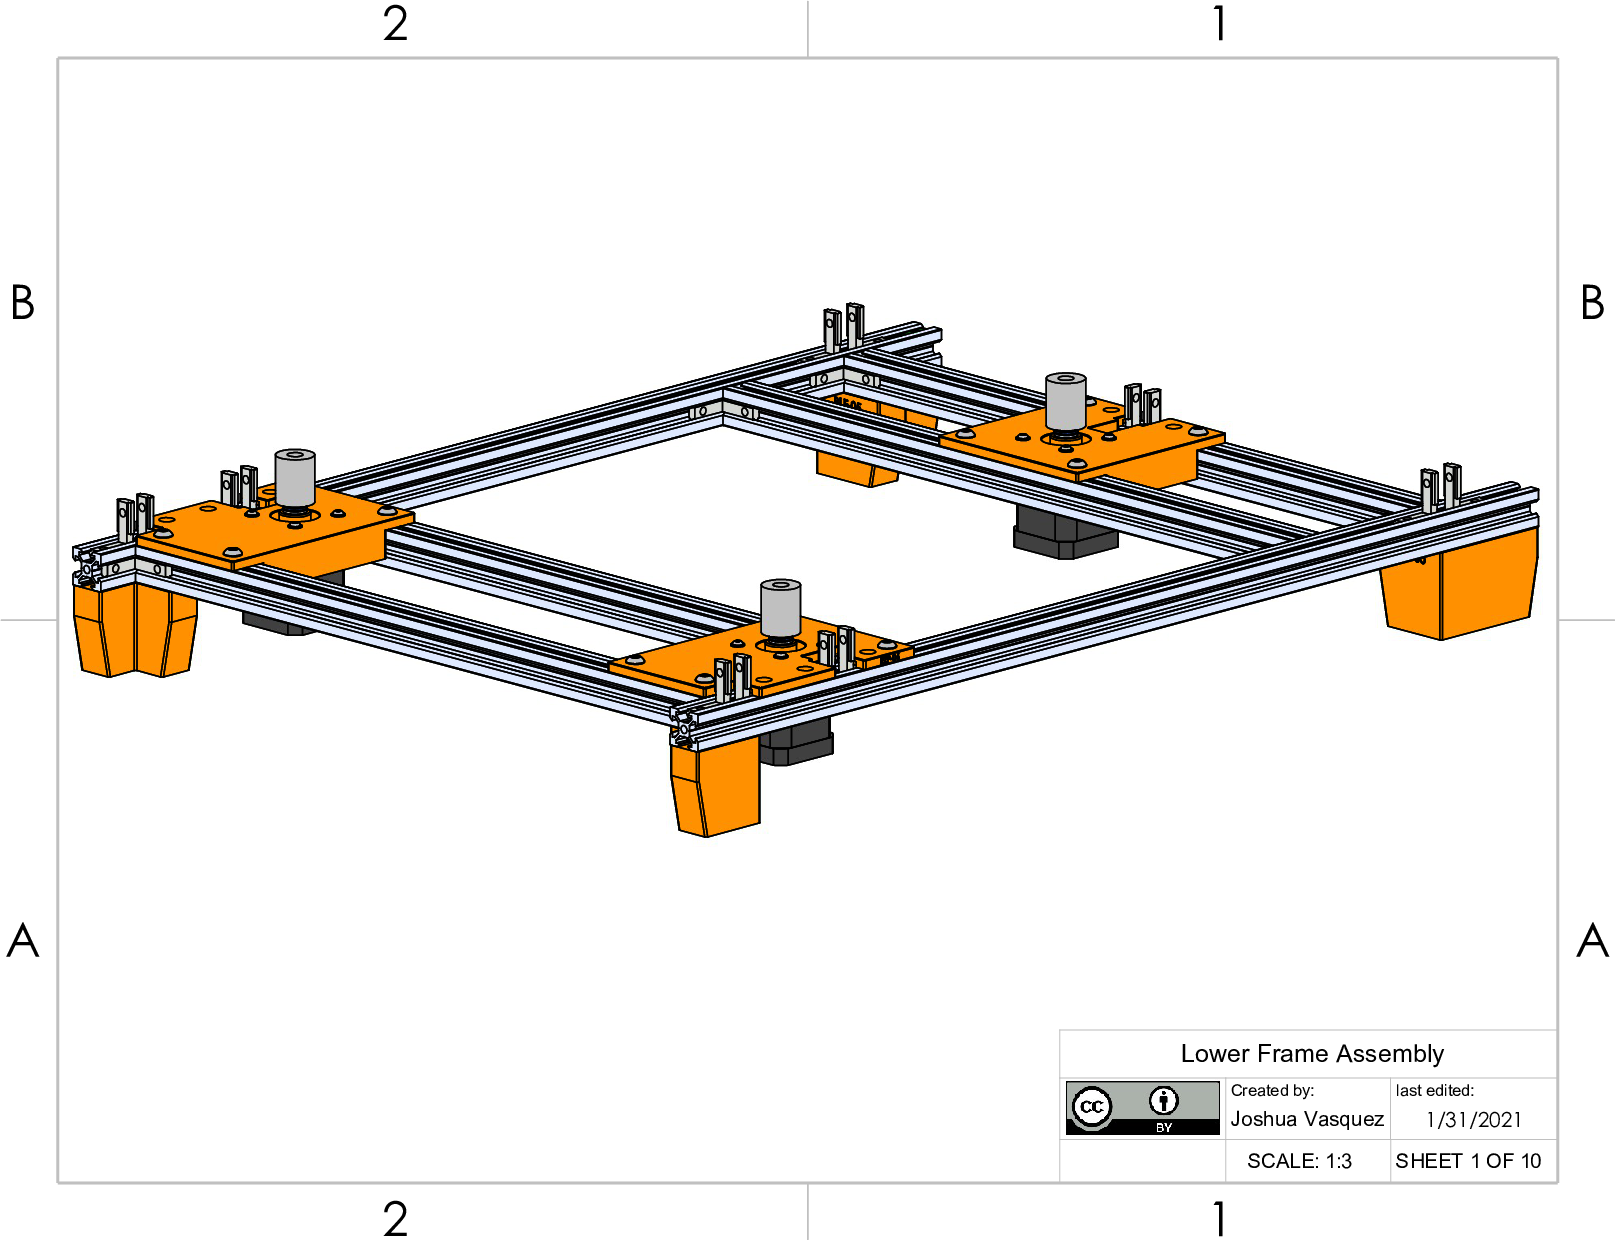 2 1
B B
A A
Lower Frame Assembly
cc BY
Created by:
Joshua Vasquez
last edited:
1/31/2021
SCALE: 1:3
SHEET 1 OF 10
2 1